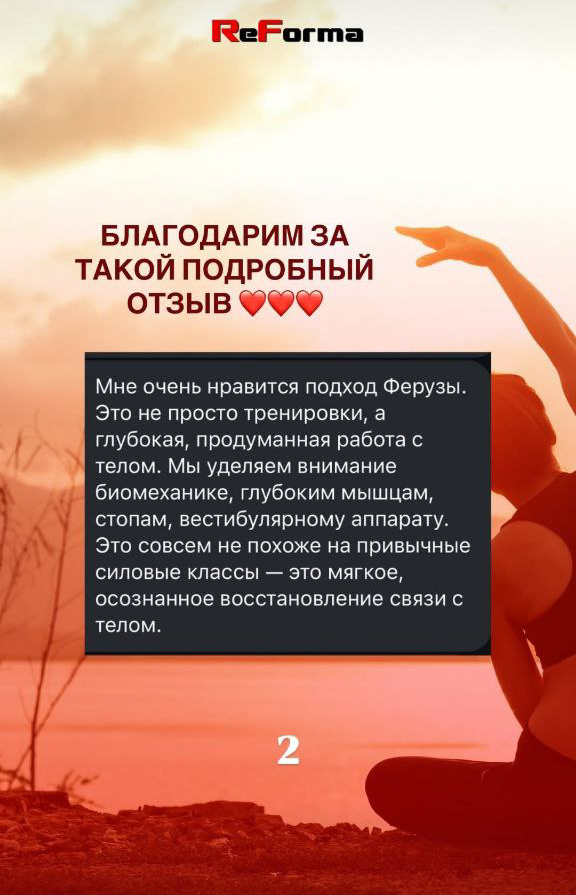 ReForma
БЛАГОДАРИМ ЗА
ТАКОЙ ПОДРОБНЫЙ
ОТЗЫВ ❤️❤️❤️
Мне очень нравится подход Ферузы.
Это не просто тренировки, а
глубокая, продуманная работа с
телом. Мы уделяем внимание
биомеханике, глубоким мышцам,
стопам, вестибулярному аппарату.
Это совсем не похоже на привычные
силовые классы — это мягкое,
осознанное восстановление связи с
телом.
2